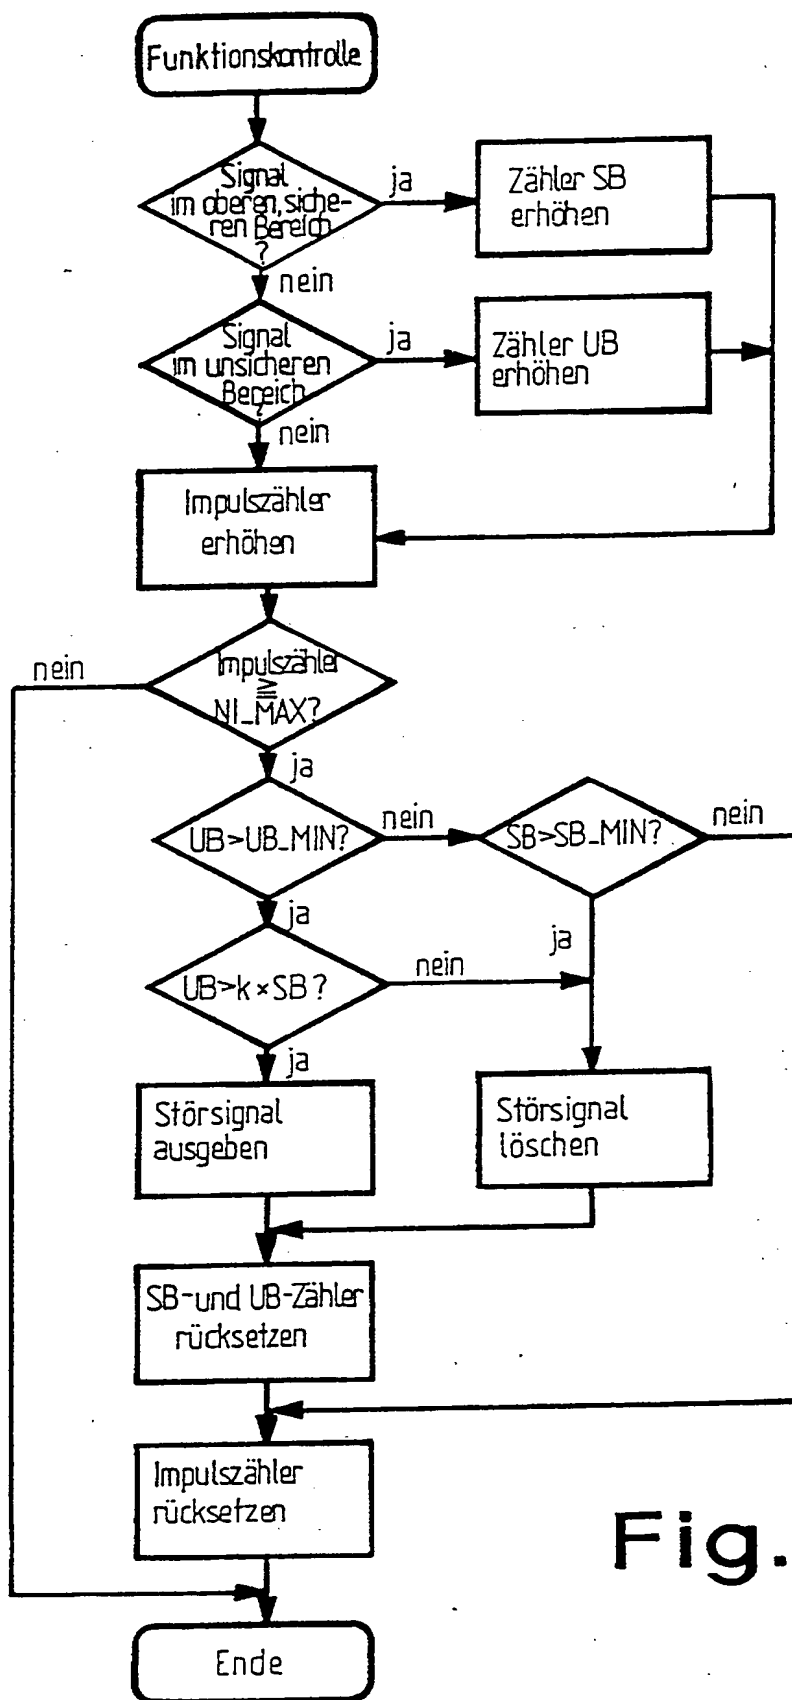 Funktionskontrolle
Signal
im oberen, siche-
ren Bereich
?
ja
Zähler SB
erhöhen
nein
Signal
im unsicheren
Bereich
?
ja
Zähler UB
erhöhen
nein
Impulszähler
erhöhen
nein
Impulszähler
≧
NI_MAX?
ja
UB>UB_MIN?
nein
SB>SB_MIN?
nein
ja
ja
UB>k×SB?
nein
ja
Störsignal
ausgeben
Störsignal
löschen
SB-und UB-Zähler
rücksetzen
Impulszähler
rücksetzen
Fig.
Ende